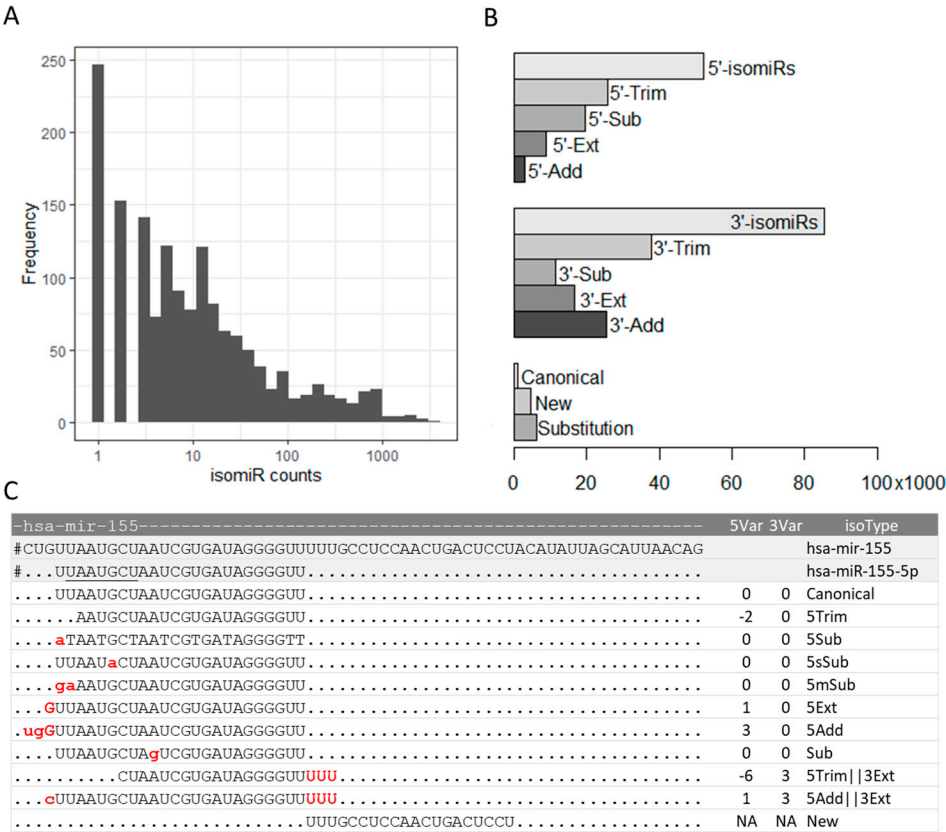 A
B
250
200
150
100
50
0
Frequency
1 10 100 1000
isomiR counts
5'-isomiRs
5'-Trim
5'-Sub
5'-Ext
5'-Add
3'-isomiRs
3'-Trim
3'-Sub
3'-Ext
3'-Add
Canonical
New
Substitution
0 20 40 60 80 100x1000
C
-hsa-mir-155------------------------------------------------------ 5Var 3Var isoType
#CUGUUAAUGCUAAUCGUGAUAGGGGUUUUUGCCUCCAACUGACUCCUACAUAUUAGCAUUAACAG hsa-mir-155
#...UUAAUGCUAAUCGUGAUAGGGGUU...................................... hsa-miR-155-5p
....UUAAUGCUAAUCGUGAUAGGGGUU...................................... 0 0 Canonical
......AAUGCUAAUCGUGAUAGGGGUU...................................... -2 0 5Trim
....aTAATGCTAATCGTGATAGGGGTT...................................... 0 0 5Sub
....UUAAUaCUAAUCGUGAUAGGGGUU...................................... 0 0 5sSub
....gaAAUGCUAAUCGUGAUAGGGGUU...................................... 0 0 5mSub
...GUUAAUGCUAAUCGUGAUAGGGGUU...................................... 1 0 5Ext
.ugGUUAAUGCUAAUCGUGAUAGGGGUU...................................... 3 0 5Add
....UUAAUGCUAgUCGUGAUAGGGGUU...................................... 0 0 Sub
..........CUAAUCGUGAUAGGGGUUUUU................................... -6 3 5Trim||3Ext
...cUUAAUGCUAAUCGUGAUAGGGGUUUUU................................... 1 3 5Add||3Ext
............................UUUGCCUCCAACUGACUCCU.................. NA NA New